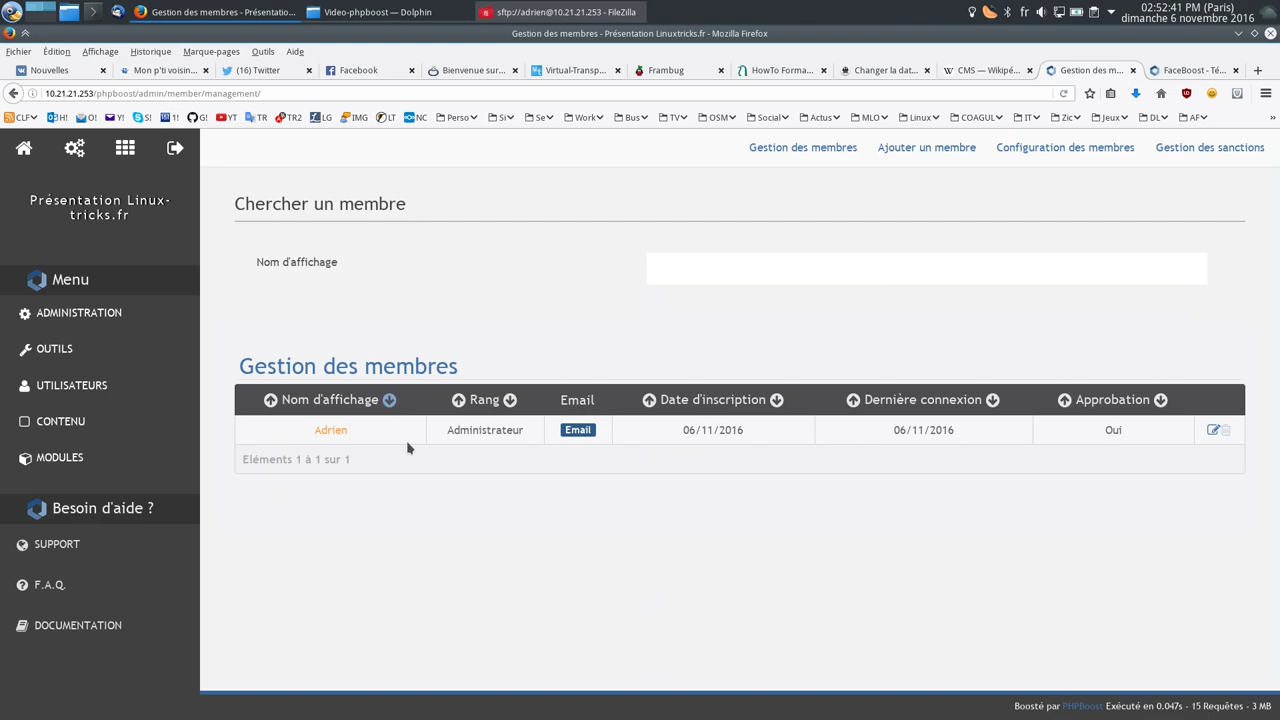 Gestion des membres - Présentatio...
Video-phpboost — Dolphin
sftp://adrien@10.21.21.253 - FileZilla
fr
02:52:41 PM (Paris)
dimanche 6 novembre 2016
Gestion des membres - Présentation Linuxtricks.fr - Mozilla Firefox
Fichier Édition Affichage Historique Marque-pages Outils Aide
Nouvelles
Mon p'ti voisin...
(16) Twitter
Facebook
Bienvenue sur...
Virtual-Transp...
Frambug
HowTo Forma...
Changer la dat...
CMS — Wikipé...
Gestion des m...
FaceBoost - Té...
10.21.21.253/phpboost/admin/member/management/
CLF H! O! Y! S! 1! G! YT TR TR2 LG IMG LT NC Perso Si Se Work Bus TV OSM Social Actus MLO Linux COAGUL IT Zic Jeux DL AF
Gestion des membres Ajouter un membre Configuration des membres Gestion des sanctions
Présentation Linux-
tricks.fr
Menu
ADMINISTRATION
OUTILS
UTILISATEURS
CONTENU
MODULES
Besoin d'aide ?
SUPPORT
F.A.Q.
DOCUMENTATION
Chercher un membre
Nom d'affichage
Gestion des membres
Nom d'affichage Rang Email Date d'inscription Dernière connexion Approbation
Adrien Administrateur Email 06/11/2016 06/11/2016 Oui
Eléments 1 à 1 sur 1
Boosté par PHPBoost Exécuté en 0.047s - 15 Requêtes - 3 MB